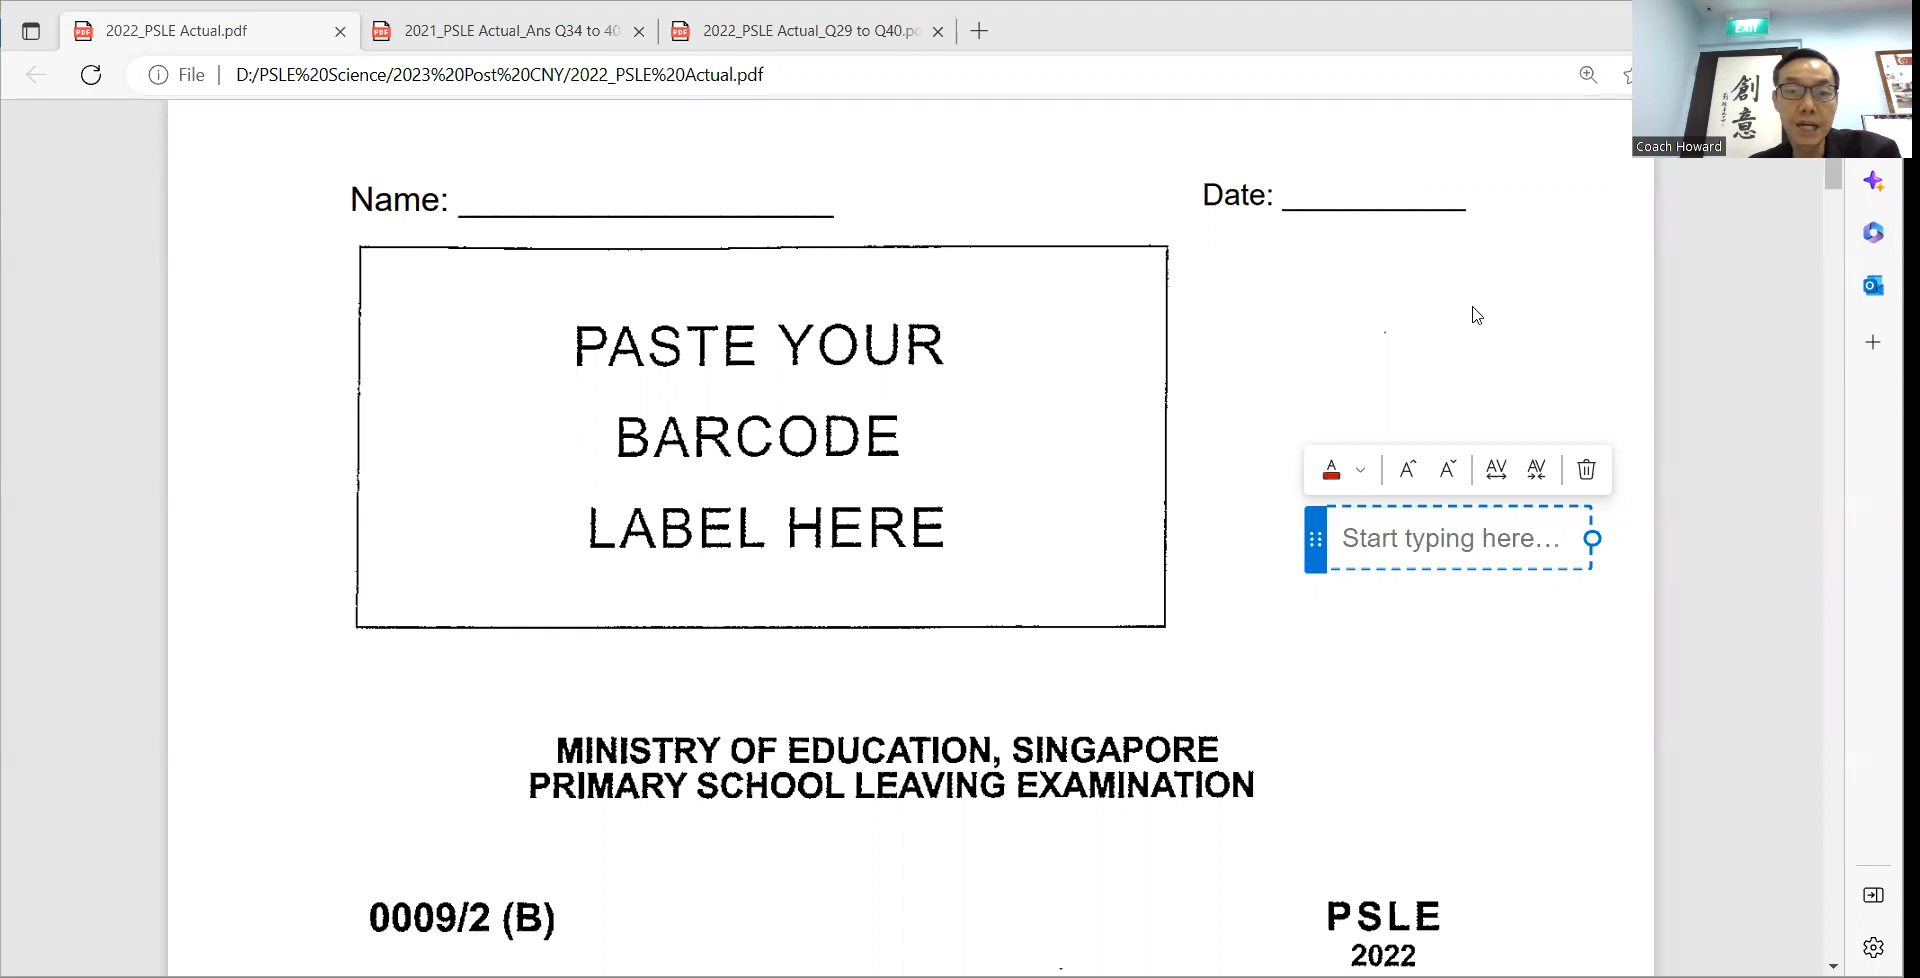 2022_PSLE Actual.pdf
2021_PSLE Actual_Ans Q34 to 40
2022_PSLE Actual_Q29 to Q40.pd
File
D:/PSLE%20Science/2023%20Post%20CNY/2022_PSLE%20Actual.pdf
EXIT
創意
Coach Howard
Name:
Date:
PASTE YOUR
BARCODE
LABEL HERE
Start typing here...
MINISTRY OF EDUCATION, SINGAPORE
PRIMARY SCHOOL LEAVING EXAMINATION
0009/2 (B)
PSLE
2022